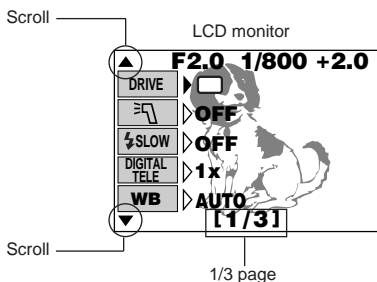 Scroll
LCD monitor
F2.0 1/800 +2.0
DRIVE
OFF
SLOW OFF
DIGITAL
TELE 1x
WB AUTO
[1/3]
Scroll
1/3 page